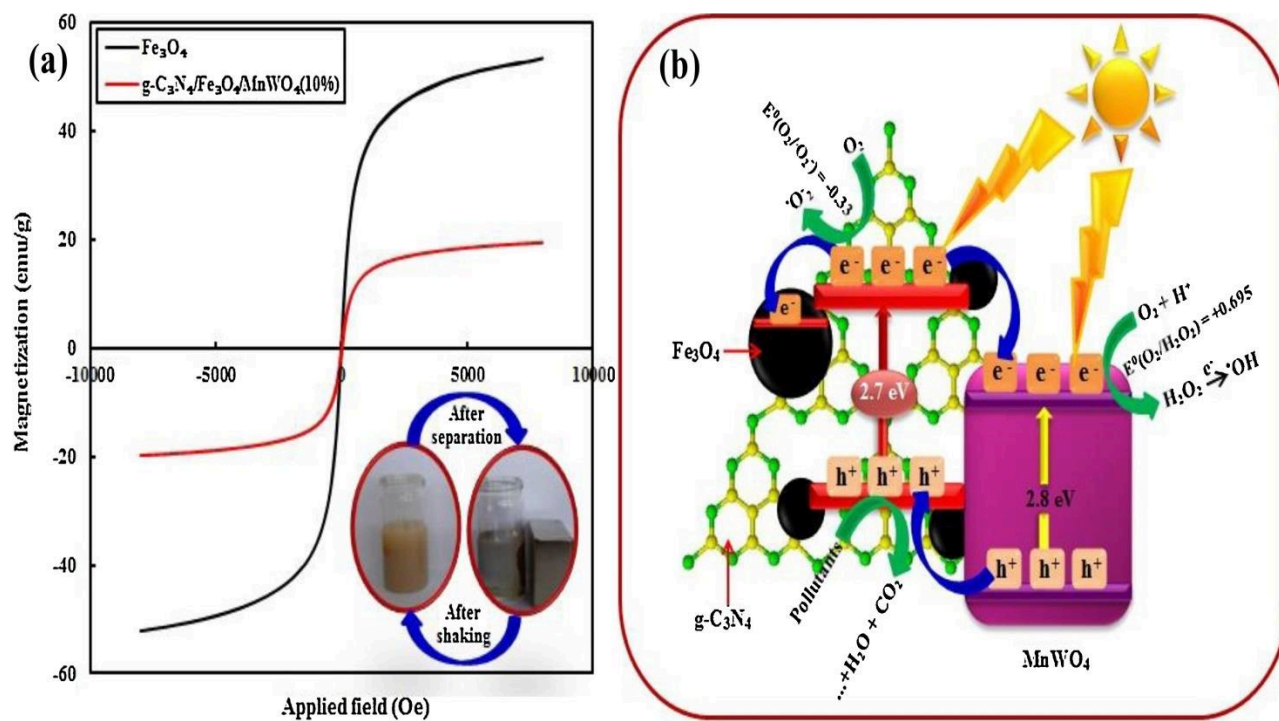 (a)
Fe₃O₄
g-C₃N₄/Fe₃O₄/MnWO₄(10%)
60
40
20
0
-20
-40
-60
-10000
-5000
0
5000
10000
Magnetization (emu/g)
Applied field (Oe)
After
separation
After
shaking
(b)
E⁰(O₂/·O₂⁻) = -0.33
O₂
·O⁻₂
e⁻ e⁻ e⁻
e⁻
Fe₃O₄
2.7 eV
h⁺ h⁺ h⁺
Pollutants
...+H₂O + CO₂
g-C₃N₄
e⁻ e⁻ e⁻
O₂ + H⁺
E⁰(O₂/H₂O₂) = +0.695
H₂O₂ e⁻→ ·OH
2.8 eV
h⁺ h⁺ h⁺
MnWO₄